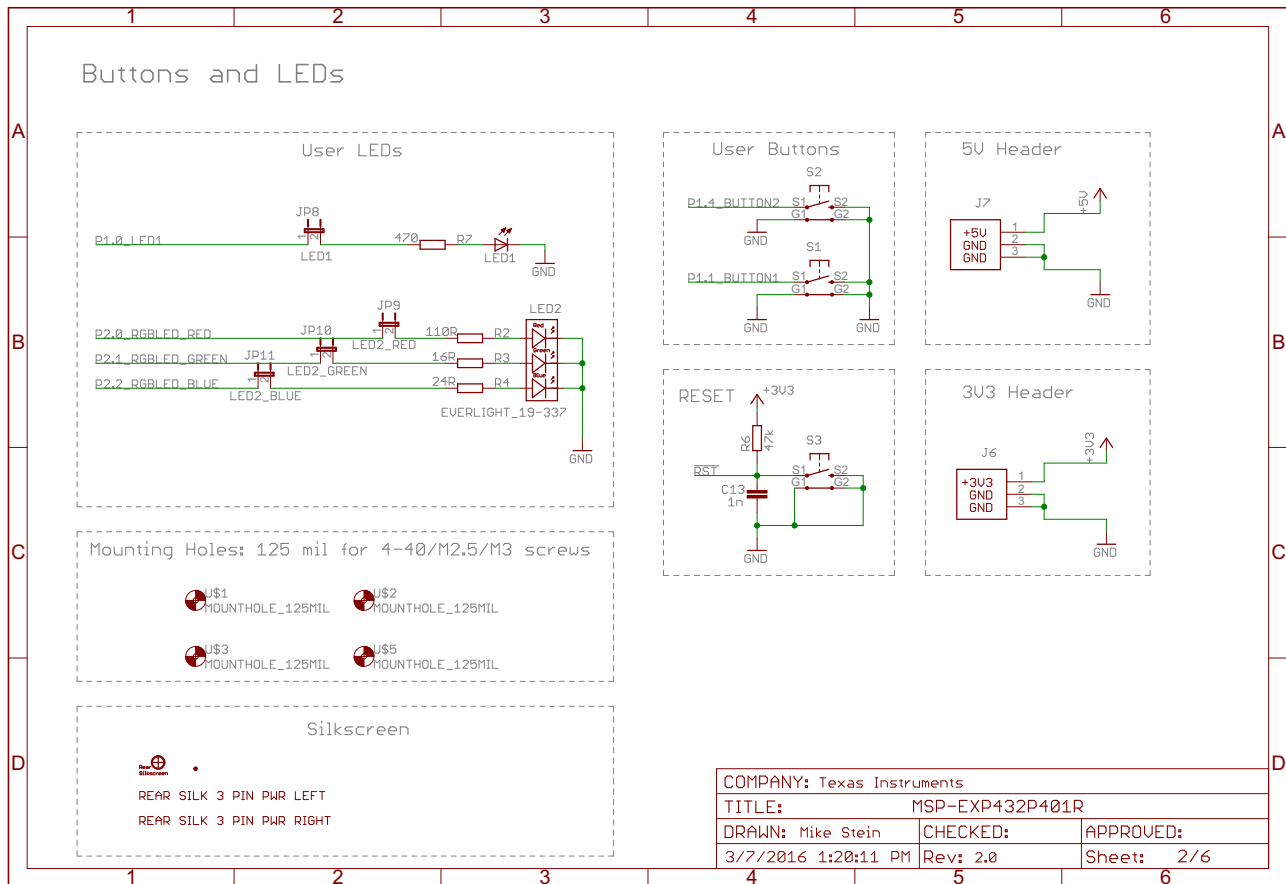 1 2 3 4 5 6
Buttons and LEDs
A A
User LEDs
JP8
1 2
P1.0_LED1
LED1
470 R7
LED1
GND
JP9
1 2
P2.0_RGBLED_RED
LED2_RED
110R R2
JP10
1 2
P2.1_RGBLED_GREEN
LED2_GREEN
16R R3
JP11
1 2
P2.2_RGBLED_BLUE
LED2_BLUE
24R R4
LED2
Red
Green
Blue
EVERLIGHT_19-337
GND
User Buttons
S2
P1.4_BUTTON2
S1 S2
G1 G2
GND
S1
P1.1_BUTTON1
S1 S2
G1 G2
GND GND
5V Header
J7
+5V
+5V 1
GND 2
GND 3
GND
B B
RESET
+3V3
R6
47k
S3
RST
S1 S2
G1 G2
C13
1n
GND
3V3 Header
J6
+3V3
+3V3 1
GND 2
GND 3
GND
C C
Mounting Holes: 125 mil for 4-40/M2.5/M3 screws
U$1 U$2
MOUNTHOLE_125MIL MOUNTHOLE_125MIL
U$3 U$5
MOUNTHOLE_125MIL MOUNTHOLE_125MIL
Silkscreen
D D
Rear
Silkscreen
REAR SILK 3 PIN PWR LEFT
REAR SILK 3 PIN PWR RIGHT
COMPANY: Texas Instruments
TITLE: MSP-EXP432P401R
DRAWN: Mike Stein CHECKED: APPROVED:
3/7/2016 1:20:11 PM Rev: 2.0 Sheet: 2/6
1 2 3 4 5 6